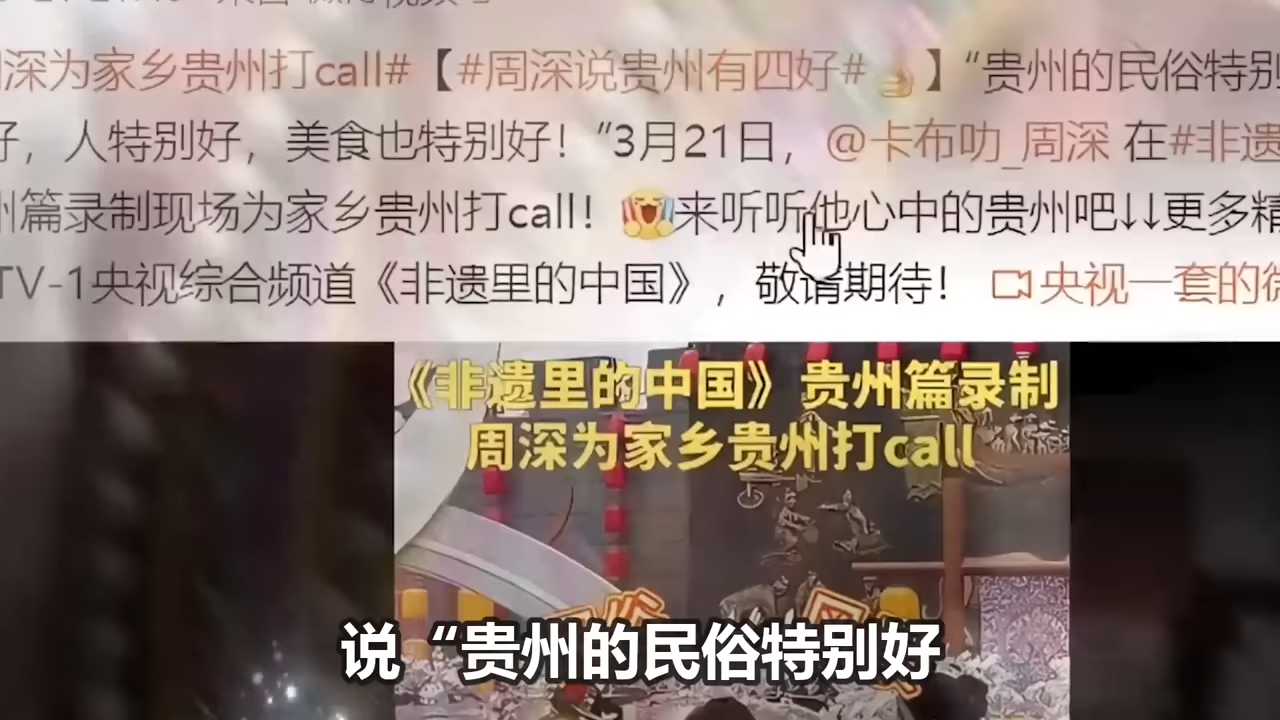 深为家乡贵州打call#【#周深说贵州有四好#👍】“贵州的民俗特别
好，人特别好，美食也特别好！”3月21日，@卡布叻_周深 在#非遗
州篇录制现场为家乡贵州打call！来听听他心中的贵州吧↓↓更多精
TV-1央视综合频道《非遗里的中国》，敬请期待！ 央视一套的微
《非遗里的中国》贵州篇录制
周深为家乡贵州打call
说“贵州的民俗特别好